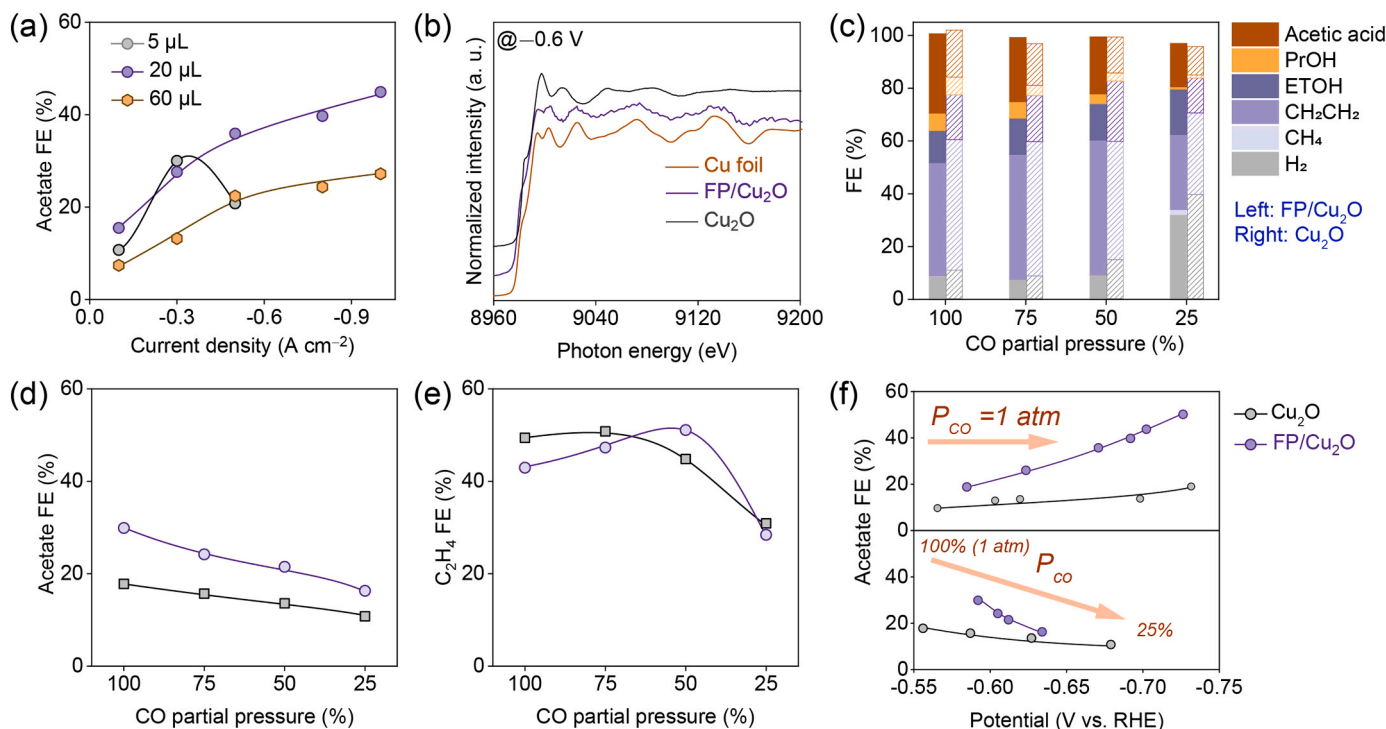 (a)
60
40
20
0
Acetate FE (%)
5 µL
20 µL
60 µL
0.0 -0.3 -0.6 -0.9
Current density (A cm⁻²)
(b)
@−0.6 V
Normalized intensity (a. u.)
Cu foil
FP/Cu₂O
Cu₂O
8960 9040 9120 9200
Photon energy (eV)
(c)
100
80
60
40
20
0
FE (%)
100 75 50 25
CO partial pressure (%)
Acetic acid
PrOH
ETOH
CH₂CH₂
CH₄
H₂
Left: FP/Cu₂O
Right: Cu₂O
(d)
60
40
20
0
Acetate FE (%)
100 75 50 25
CO partial pressure (%)
(e)
60
40
20
0
C₂H₄ FE (%)
100 75 50 25
CO partial pressure (%)
(f)
60
40
20
0
P_CO =1 atm
Cu₂O
FP/Cu₂O
Acetate FE (%)
40
20
0
100% (1 atm)
P_CO
25%
-0.55 -0.60 -0.65 -0.70 -0.75
Potential (V vs. RHE)